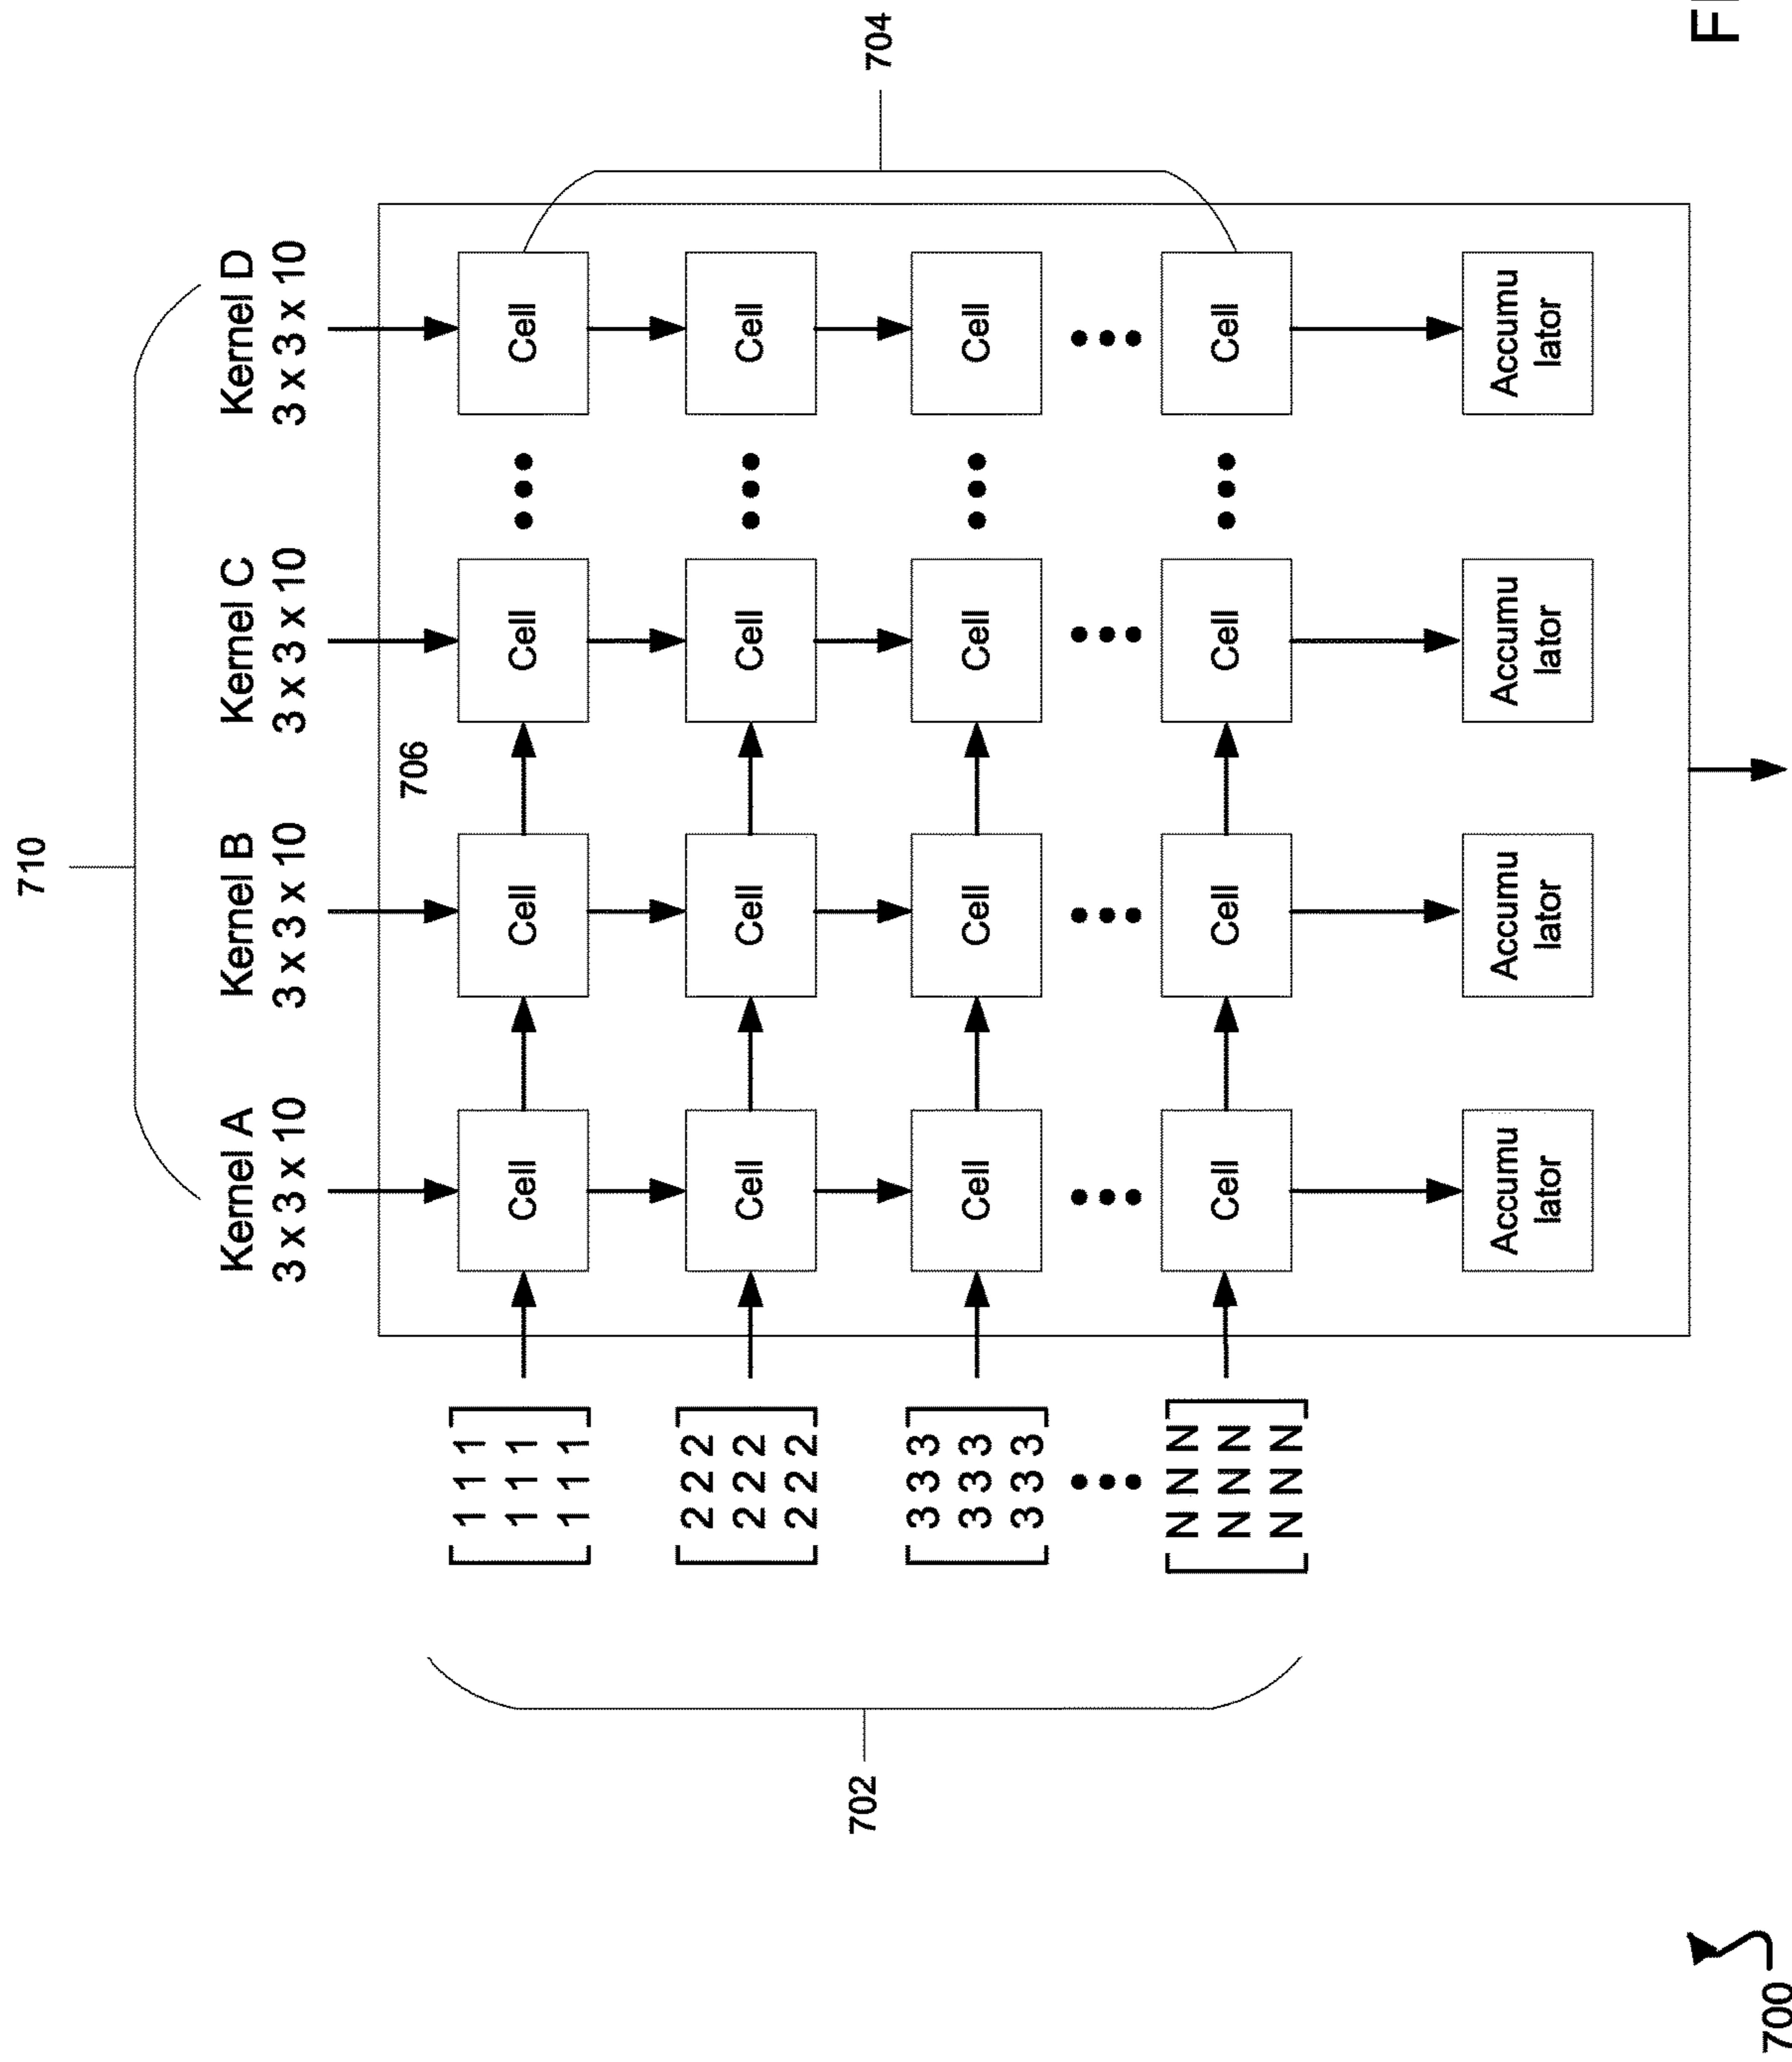 710
Kernel A
3 x 3 x 10
Kernel B
3 x 3 x 10
Kernel C
3 x 3 x 10
Kernel D
3 x 3 x 10
706
1 1 1
1 1 1
1 1 1
Cell
Cell
Cell
Cell
2 2 2
2 2 2
2 2 2
Cell
Cell
Cell
Cell
702
704
3 3 3
3 3 3
3 3 3
Cell
Cell
Cell
Cell
N N N
N N N
N N N
Cell
Cell
Cell
Cell
Accumu
lator
Accumu
lator
Accumu
lator
Accumu
lator
700